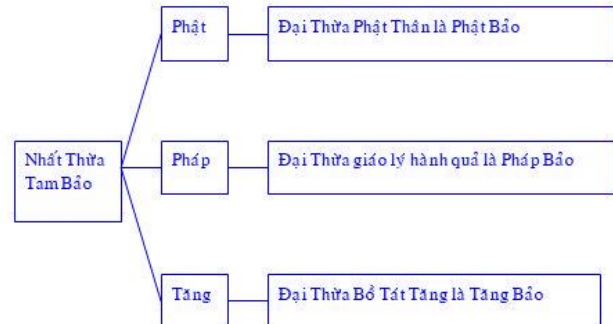 Phật
Đại Thừa Phật Thân là Phật Bảo
Nhất Thừa
Tam Bảo
Pháp
Đại Thừa giáo lý hành quả là Pháp Bảo
Tăng
Đại Thừa Bồ Tát Tăng là Tăng Bảo